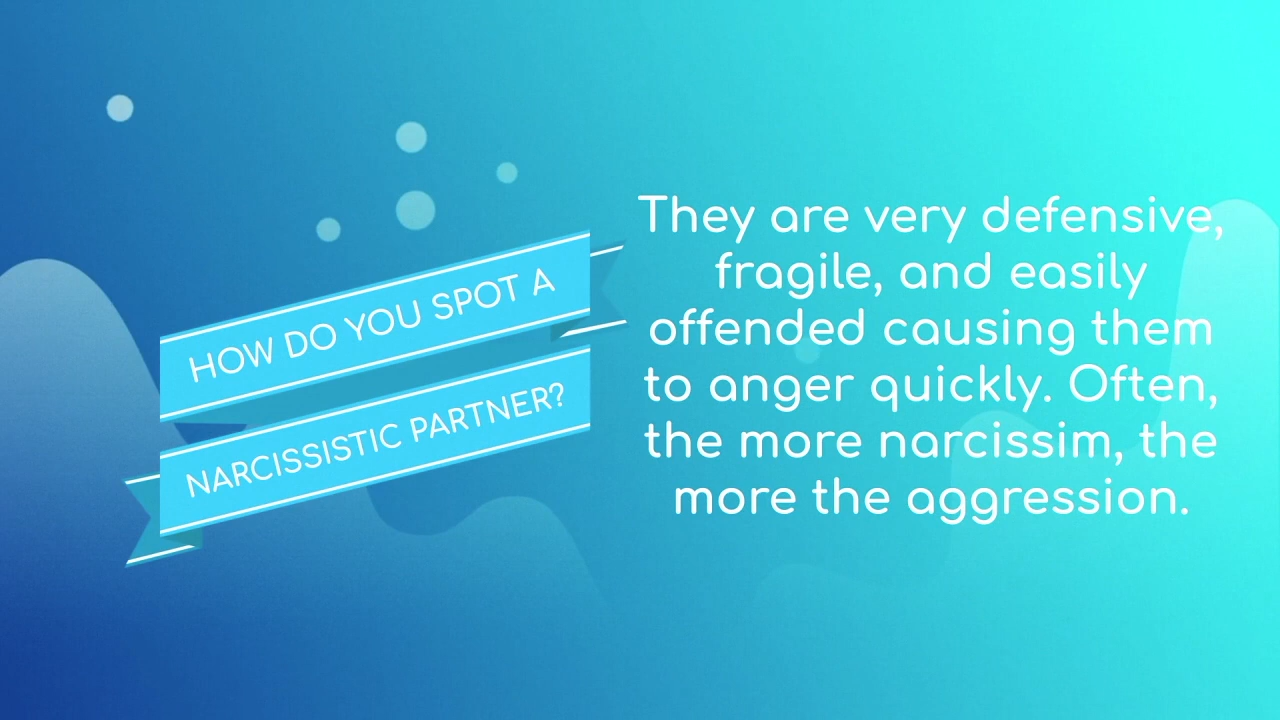 HOW DO YOU SPOT A
NARCISSISTIC PARTNER?
They are very defensive,
fragile, and easily
offended causing them
to anger quickly. Often,
the more narcissim, the
more the aggression.